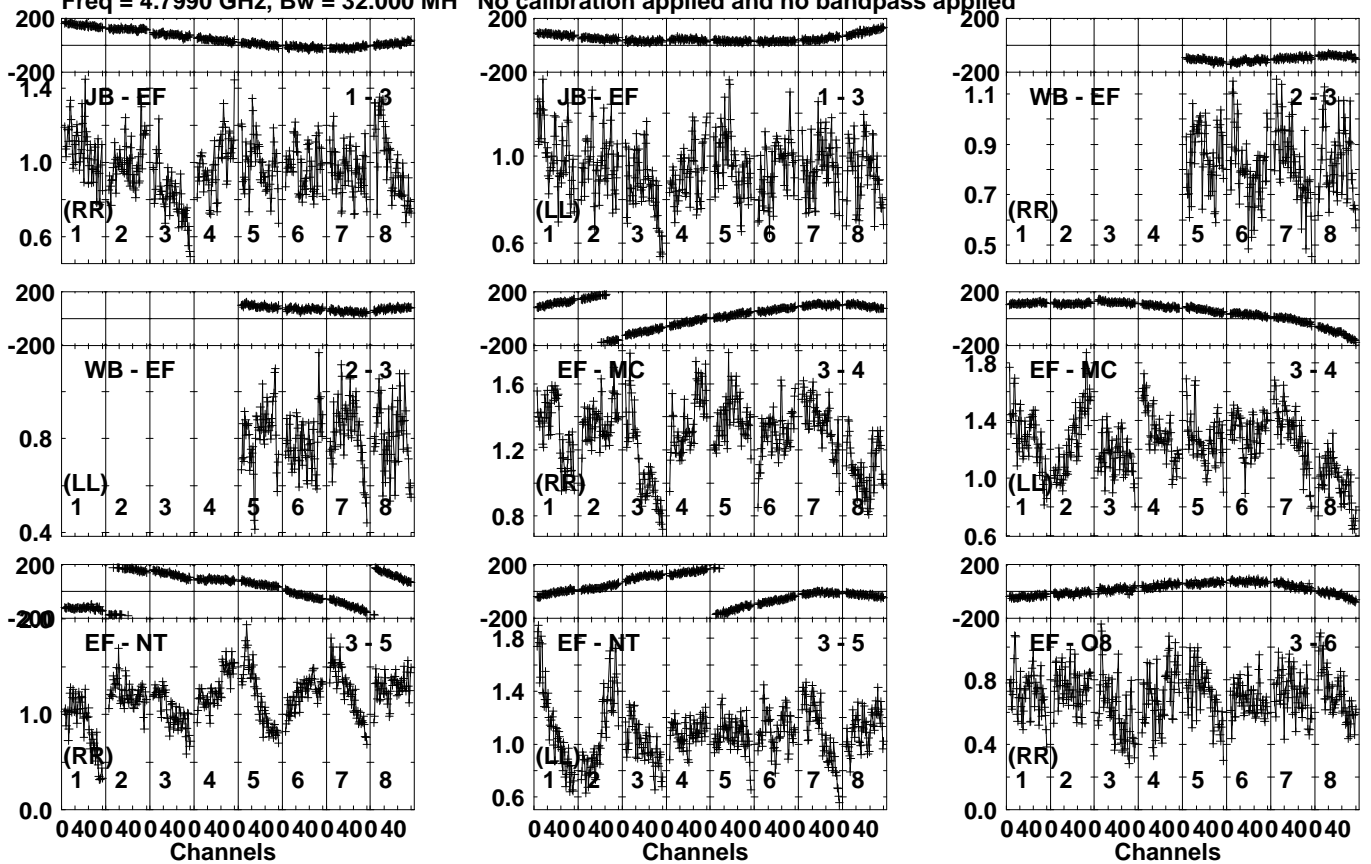 Freq = 4.7990 GHz, Bw = 32.000 MH No calibration applied and no bandpass applied
200
-200
1.4
1.0
0.6
JB - EF 1 - 3
(RR)
1 2 3 4 5 6 7 8
200
-200
1.0
0.6
JB - EF 1 - 3
(LL)
1 2 3 4 5 6 7 8
200
-200
1.1
0.9
0.7
0.5
WB - EF 2 - 3
(RR)
1 2 3 4 5 6 7 8
200
-200
0.8
0.4
WB - EF 2 - 3
(LL)
1 2 3 4 5 6 7 8
200
-200
1.6
1.2
0.8
EF - MC 3 - 4
(RR)
1 2 3 4 5 6 7 8
200
-200
1.8
1.4
1.0
0.6
EF - MC 3 - 4
(LL)
1 2 3 4 5 6 7 8
200
-200
2.0
1.0
0.0
EF - NT 3 - 5
(RR)
1 2 3 4 5 6 7 8
0 40 0 40 0 40 0 40 0 40 0 40 0 40 0 40
Channels
200
-200
1.8
1.4
1.0
0.6
EF - NT 3 - 5
(LL)
1 2 3 4 5 6 7 8
0 40 0 40 0 40 0 40 0 40 0 40 0 40 0 40
Channels
200
-200
0.8
0.4
0.0
EF - O8 3 - 6
(RR)
1 2 3 4 5 6 7 8
0 40 0 40 0 40 0 40 0 40 0 40 0 40 0 40
Channels